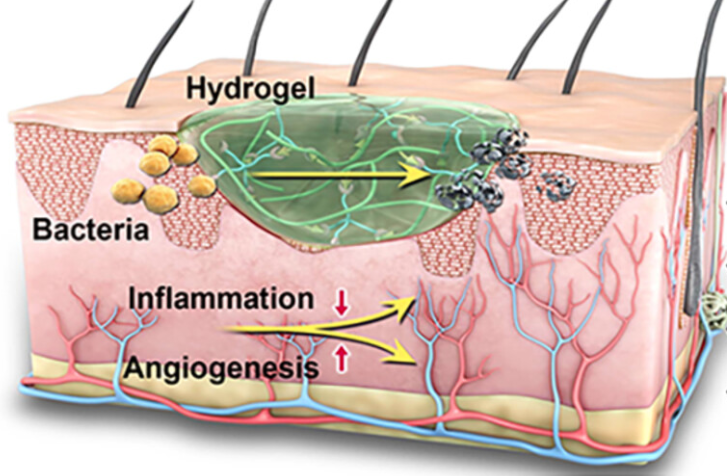 Hydrogel
Bacteria
Inflammation
Angiogenesis